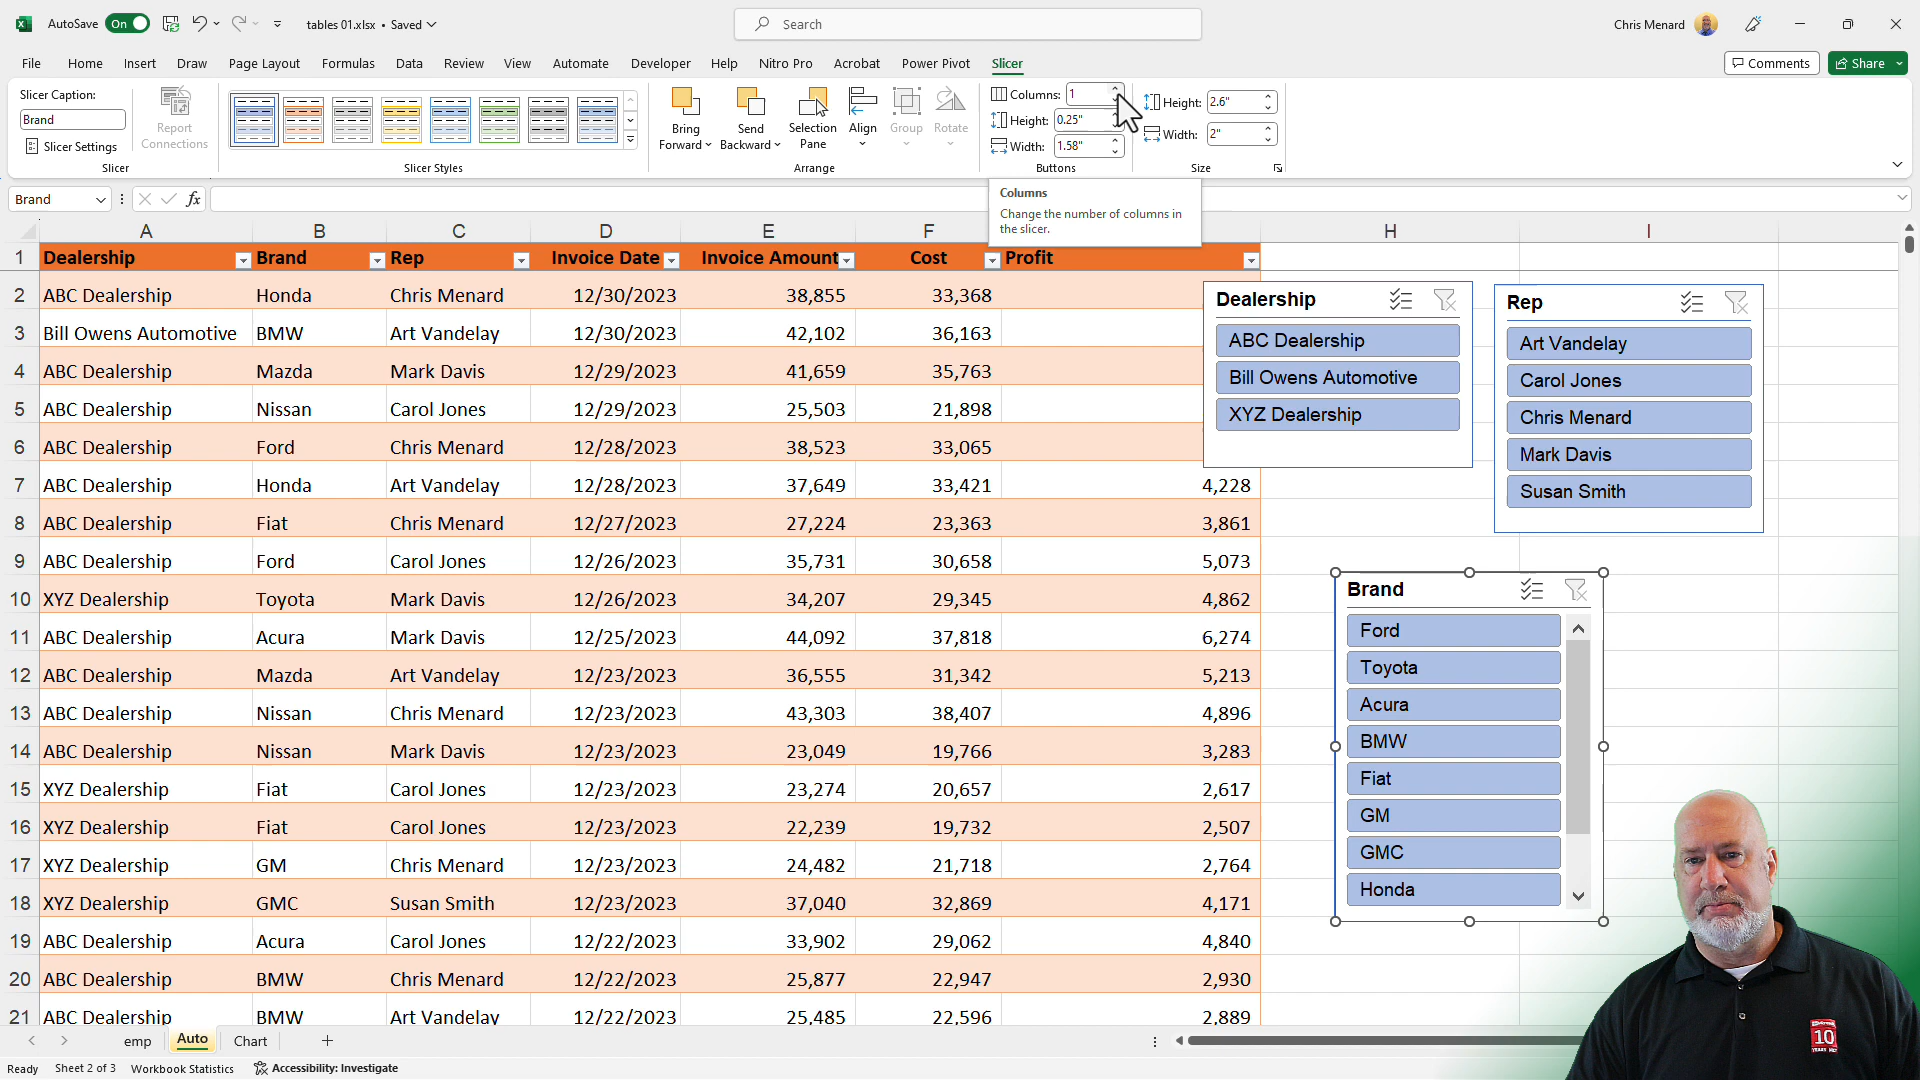 AutoSave On tables 01.xlsx • Saved Search Chris Menard
File Home Insert Draw Page Layout Formulas Data Review View Automate Developer Help Nitro Pro Acrobat Power Pivot Slicer Comments Share
Slicer Caption:
Brand
Slicer Settings
Report
Connections
Slicer
Slicer Styles
Bring
Forward
Send
Backward
Selection
Pane
Align
Group
Rotate
Arrange
Columns: 1
Height: 0.25"
Width: 1.58"
Buttons
Height: 2.6"
Width: 2"
Size
Brand fx
Columns
Change the number of columns in
the slicer.
A B C D E F H I
1 Dealership Brand Rep Invoice Date Invoice Amount Cost Profit
2 ABC Dealership Honda Chris Menard 12/30/2023 38,855 33,368
3 Bill Owens Automotive BMW Art Vandelay 12/30/2023 42,102 36,163
4 ABC Dealership Mazda Mark Davis 12/29/2023 41,659 35,763
5 ABC Dealership Nissan Carol Jones 12/29/2023 25,503 21,898
6 ABC Dealership Ford Chris Menard 12/28/2023 38,523 33,065
7 ABC Dealership Honda Art Vandelay 12/28/2023 37,649 33,421 4,228
8 ABC Dealership Fiat Chris Menard 12/27/2023 27,224 23,363 3,861
9 ABC Dealership Ford Carol Jones 12/26/2023 35,731 30,658 5,073
10 XYZ Dealership Toyota Mark Davis 12/26/2023 34,207 29,345 4,862
11 ABC Dealership Acura Mark Davis 12/25/2023 44,092 37,818 6,274
12 ABC Dealership Mazda Art Vandelay 12/23/2023 36,555 31,342 5,213
13 ABC Dealership Nissan Chris Menard 12/23/2023 43,303 38,407 4,896
14 ABC Dealership Nissan Mark Davis 12/23/2023 23,049 19,766 3,283
15 XYZ Dealership Fiat Carol Jones 12/23/2023 23,274 20,657 2,617
16 XYZ Dealership Fiat Carol Jones 12/23/2023 22,239 19,732 2,507
17 XYZ Dealership GM Chris Menard 12/23/2023 24,482 21,718 2,764
18 XYZ Dealership GMC Susan Smith 12/23/2023 37,040 32,869 4,171
19 ABC Dealership Acura Carol Jones 12/22/2023 33,902 29,062 4,840
20 ABC Dealership BMW Chris Menard 12/22/2023 25,877 22,947 2,930
21 ABC Dealership BMW Art Vandelay 12/22/2023 25,485 22,596 2,889
Dealership
ABC Dealership
Bill Owens Automotive
XYZ Dealership
Rep
Art Vandelay
Carol Jones
Chris Menard
Mark Davis
Susan Smith
Brand
Ford
Toyota
Acura
BMW
Fiat
GM
GMC
Honda
10
emp Auto Chart
Ready Sheet 2 of 3 Workbook Statistics Accessibility: Investigate